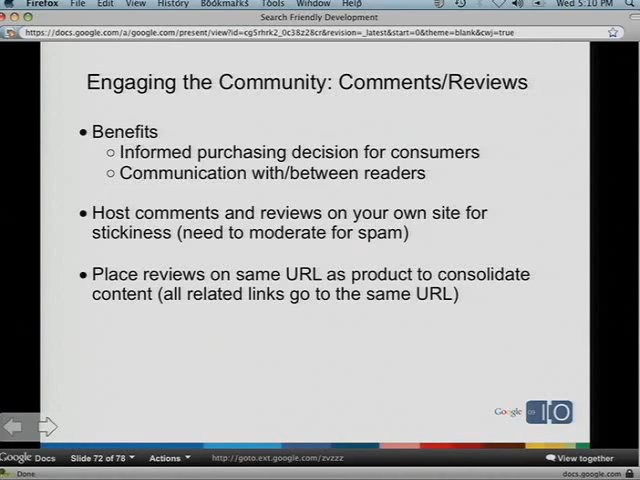 Firefox File Edit View History Bookmarks Tools Window Help Wed 5:10 PM
Search Friendly Development
https://docs.google.com/a/google.com/present/view?id=cg5rhrk2_0c38z28cr&revision=_latest&start=0&theme=blank&cwj=true
Engaging the Community: Comments/Reviews
• Benefits
○ Informed purchasing decision for consumers
○ Communication with/between readers
• Host comments and reviews on your own site for
stickiness (need to moderate for spam)
• Place reviews on same URL as product to consolidate
content (all related links go to the same URL)
Google IO
Google Docs Slide 72 of 78 Actions http://goto.ext.google.com/zvzzz View together
Done docs.google.com